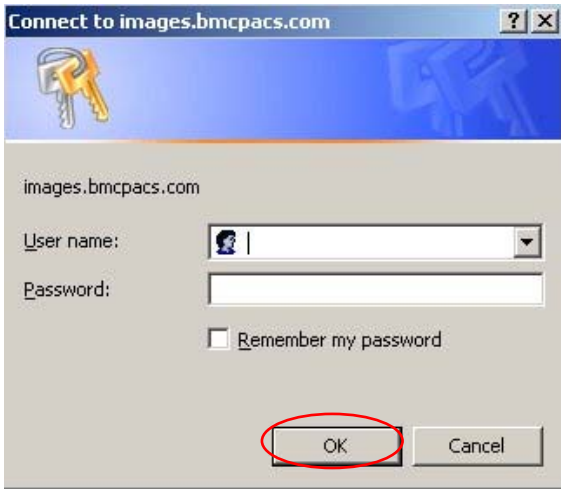 Connect to images.bmcpacs.com
images.bmcpacs.com
User name:
Password:
Remember my password
OK Cancel